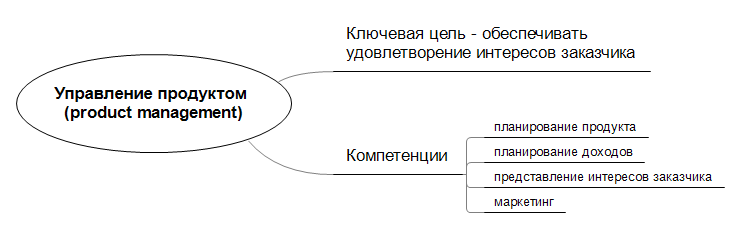 Управление продуктом
(product management)
Ключевая цель - обеспечивать
удовлетворение интересов заказчика
Компетенции
планирование продукта
планирование доходов
представление интересов заказчика
маркетинг